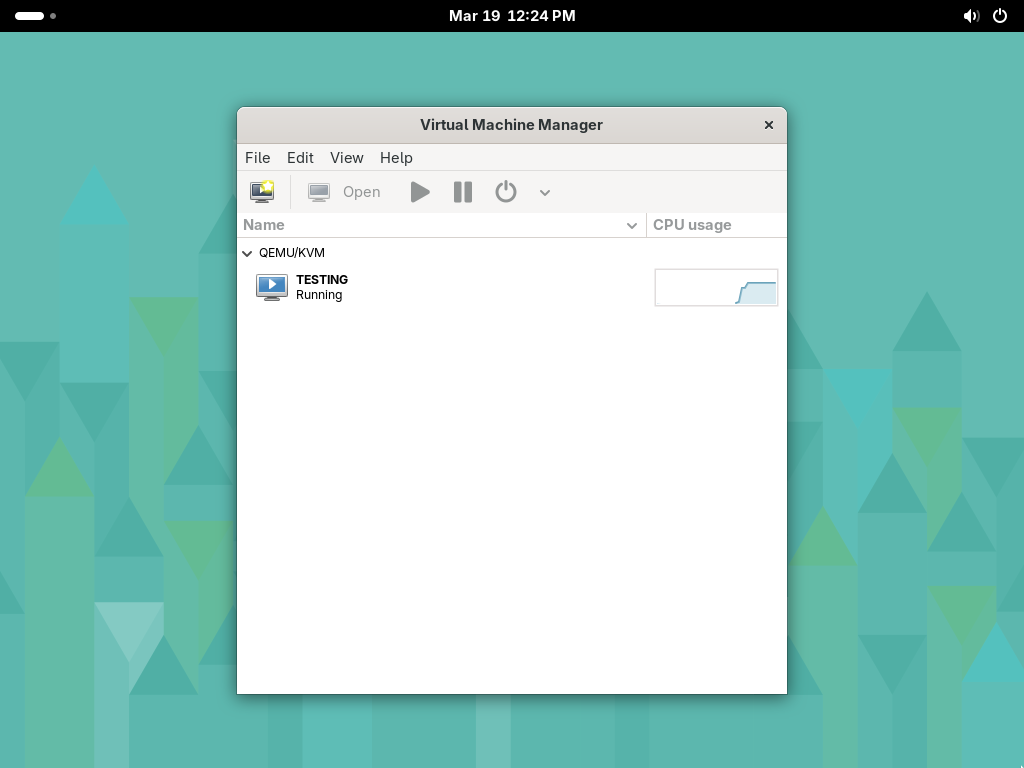 Mar 19 12:24 PM
Virtual Machine Manager
File Edit View Help
Open
Name CPU usage
QEMU/KVM
TESTING
Running